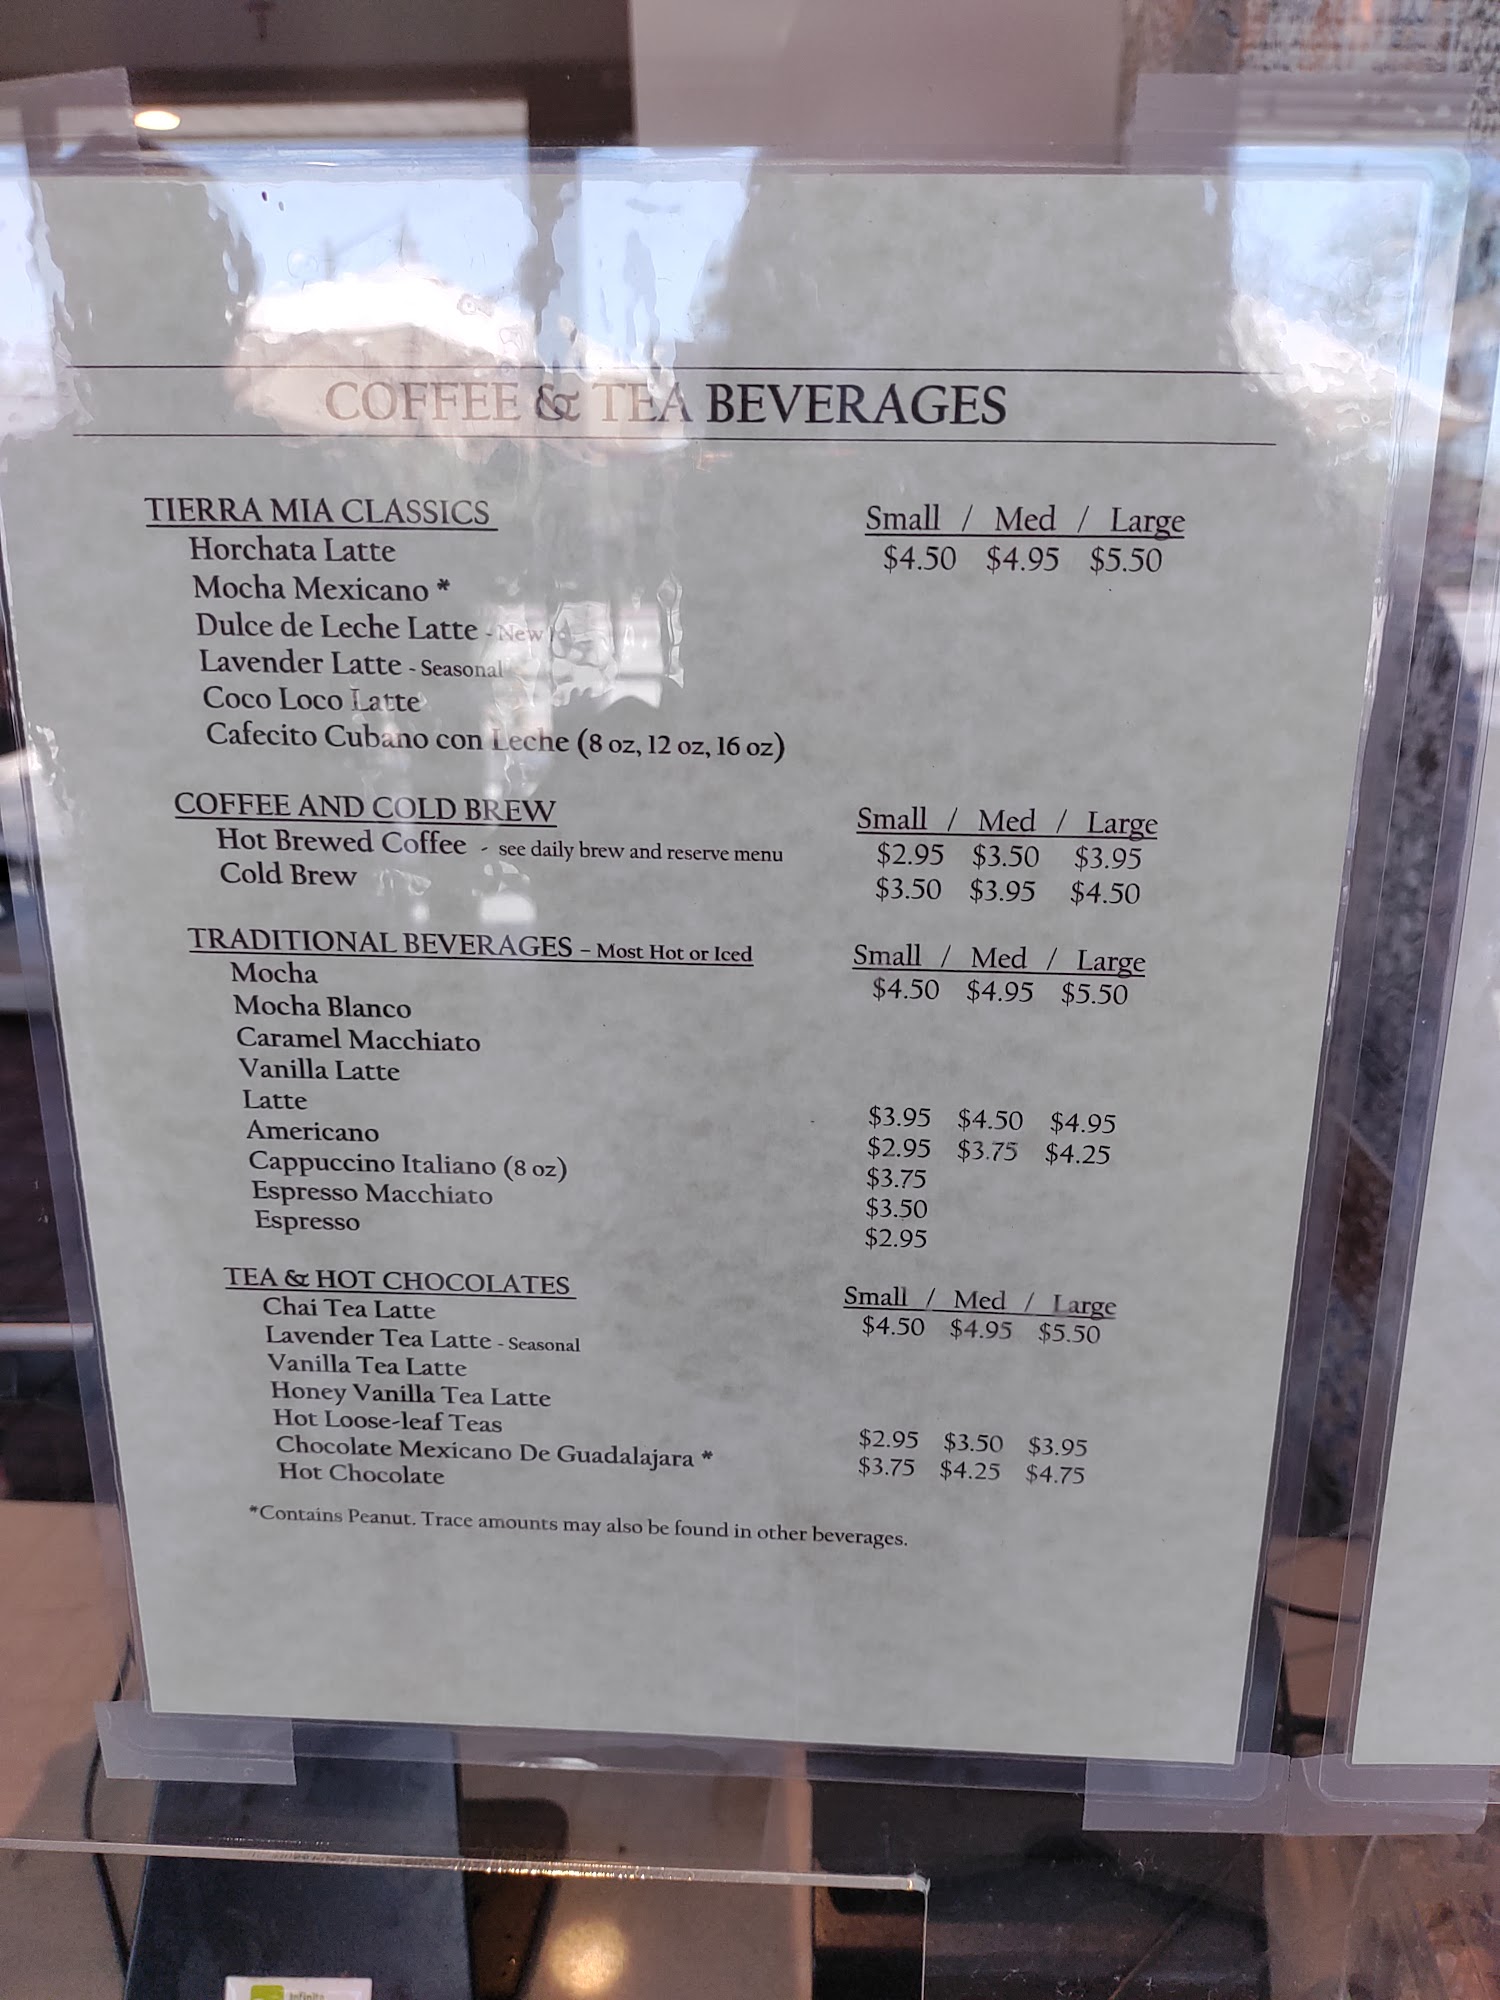 COFFEE & TEA BEVERAGES
TIERRA MIA CLASSICS Small / Med / Large
Horchata Latte $4.50 $4.95 $5.50
Mocha Mexicano *
Dulce de Leche Latte - New
Lavender Latte - Seasonal
Coco Loco Latte
Cafecito Cubano con Leche (8 oz, 12 oz, 16 oz)
COFFEE AND COLD BREW Small / Med / Large
Hot Brewed Coffee - see daily brew and reserve menu $2.95 $3.50 $3.95
Cold Brew $3.50 $3.95 $4.50
TRADITIONAL BEVERAGES – Most Hot or Iced Small / Med / Large
Mocha $4.50 $4.95 $5.50
Mocha Blanco
Caramel Macchiato
Vanilla Latte
Latte $3.95 $4.50 $4.95
Americano $2.95 $3.75 $4.25
Cappuccino Italiano (8 oz) $3.75
Espresso Macchiato $3.50
Espresso $2.95
TEA & HOT CHOCOLATES Small / Med / Large
Chai Tea Latte $4.50 $4.95 $5.50
Lavender Tea Latte - Seasonal
Vanilla Tea Latte
Honey Vanilla Tea Latte
Hot Loose-leaf Teas $2.95 $3.50 $3.95
Chocolate Mexicano De Guadalajara * $3.75 $4.25 $4.75
Hot Chocolate
*Contains Peanut. Trace amounts may also be found in other beverages.